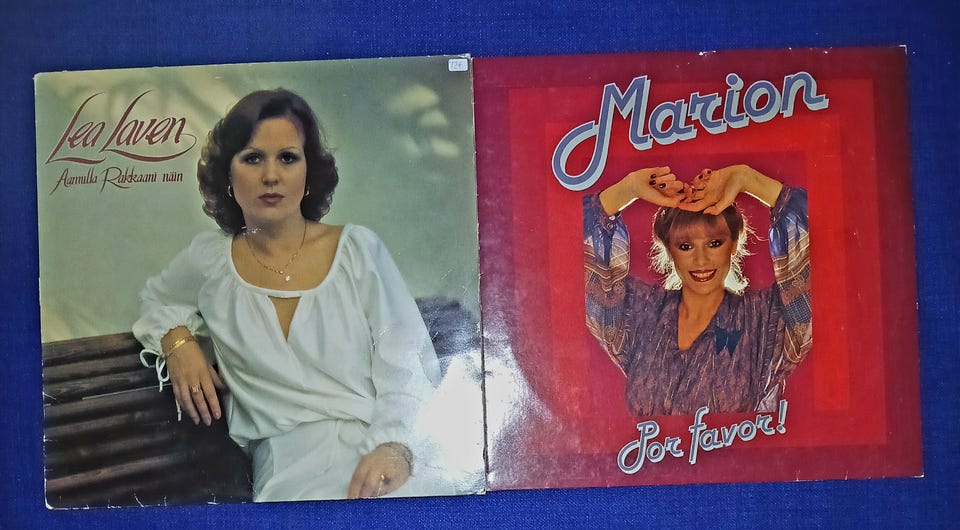 Lea Laven
Aamulla Rakkaani näin
Marion
Por favor!